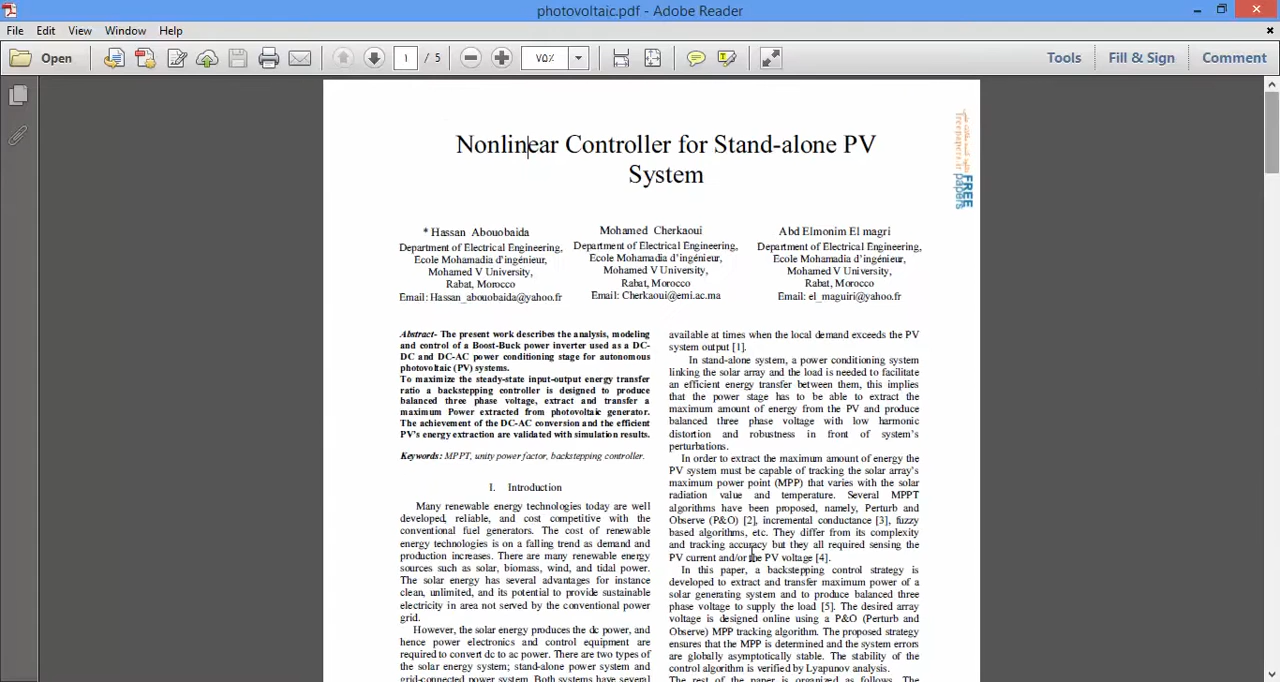 photovoltaic.pdf - Adobe Reader
File Edit View Window Help
Open
١ / 5
٧٥٪
Tools Fill & Sign Comment
Nonlinear Controller for Stand-alone PV
System
FREE
papers
freepapers.ir
* Hassan Abouobaida
Department of Electrical Engineering,
Ecole Mohamadia d'ingénieur,
Mohamed V University,
Rabat, Morocco
Email: Hassan_abouobaida@yahoo.fr
Mohamed Cherkaoui
Department of Electrical Engineering,
Ecole Mohamadia d'ingénieur,
Mohamed V University,
Rabat, Morocco
Email: Cherkaoui@emi.ac.ma
Abd Elmonim El magri
Department of Electrical Engineering,
Ecole Mohamadia d'ingénieur,
Mohamed V University,
Rabat, Morocco
Email: el_maguiri@yahoo.fr
Abstract- The present work describes the analysis, modeling
and control of a Boost-Buck power inverter used as a DC-
DC and DC-AC power conditioning stage for autonomous
photovoltaic (PV) systems.
To maximize the steady-state input-output energy transfer
ratio a backstepping controller is designed to produce
balanced three phase voltage, extract and transfer a
maximum Power extracted from photovoltaic generator.
The achievement of the DC-AC conversion and the efficient
PV's energy extraction are validated with simulation results.
Keywords: MPPT, unity power factor, backstepping controller.
I. Introduction
Many renewable energy technologies today are well
developed, reliable, and cost competitive with the
conventional fuel generators. The cost of renewable
energy technologies is on a falling trend as demand and
production increases. There are many renewable energy
sources such as solar, biomass, wind, and tidal power.
The solar energy has several advantages for instance
clean, unlimited, and its potential to provide sustainable
electricity in area not served by the conventional power
grid.
However, the solar energy produces the dc power, and
hence power electronics and control equipment are
required to convert dc to ac power. There are two types of
the solar energy system; stand-alone power system and
grid-connected power system. Both systems have several
available at times when the local demand exceeds the PV
system output [1].
In stand-alone system, a power conditioning system
linking the solar array and the load is needed to facilitate
an efficient energy transfer between them, this implies
that the power stage has to be able to extract the
maximum amount of energy from the PV and produce
balanced three phase voltage with low harmonic
distortion and robustness in front of system's
perturbations.
In order to extract the maximum amount of energy the
PV system must be capable of tracking the solar array's
maximum power point (MPP) that varies with the solar
radiation value and temperature. Several MPPT
algorithms have been proposed, namely, Perturb and
Observe (P&O) [2], incremental conductance [3], fuzzy
based algorithms, etc. They differ from its complexity
and tracking accuracy but they all required sensing the
PV current and/or the PV voltage [4].
In this paper, a backstepping control strategy is
developed to extract and transfer maximum power of a
solar generating system and to produce balanced three
phase voltage to supply the load [5]. The desired array
voltage is designed online using a P&O (Perturb and
Observe) MPP tracking algorithm. The proposed strategy
ensures that the MPP is determined and the system errors
are globally asymptotically stable. The stability of the
control algorithm is verified by Lyapunov analysis.
The rest of the paper is organized as follows. The